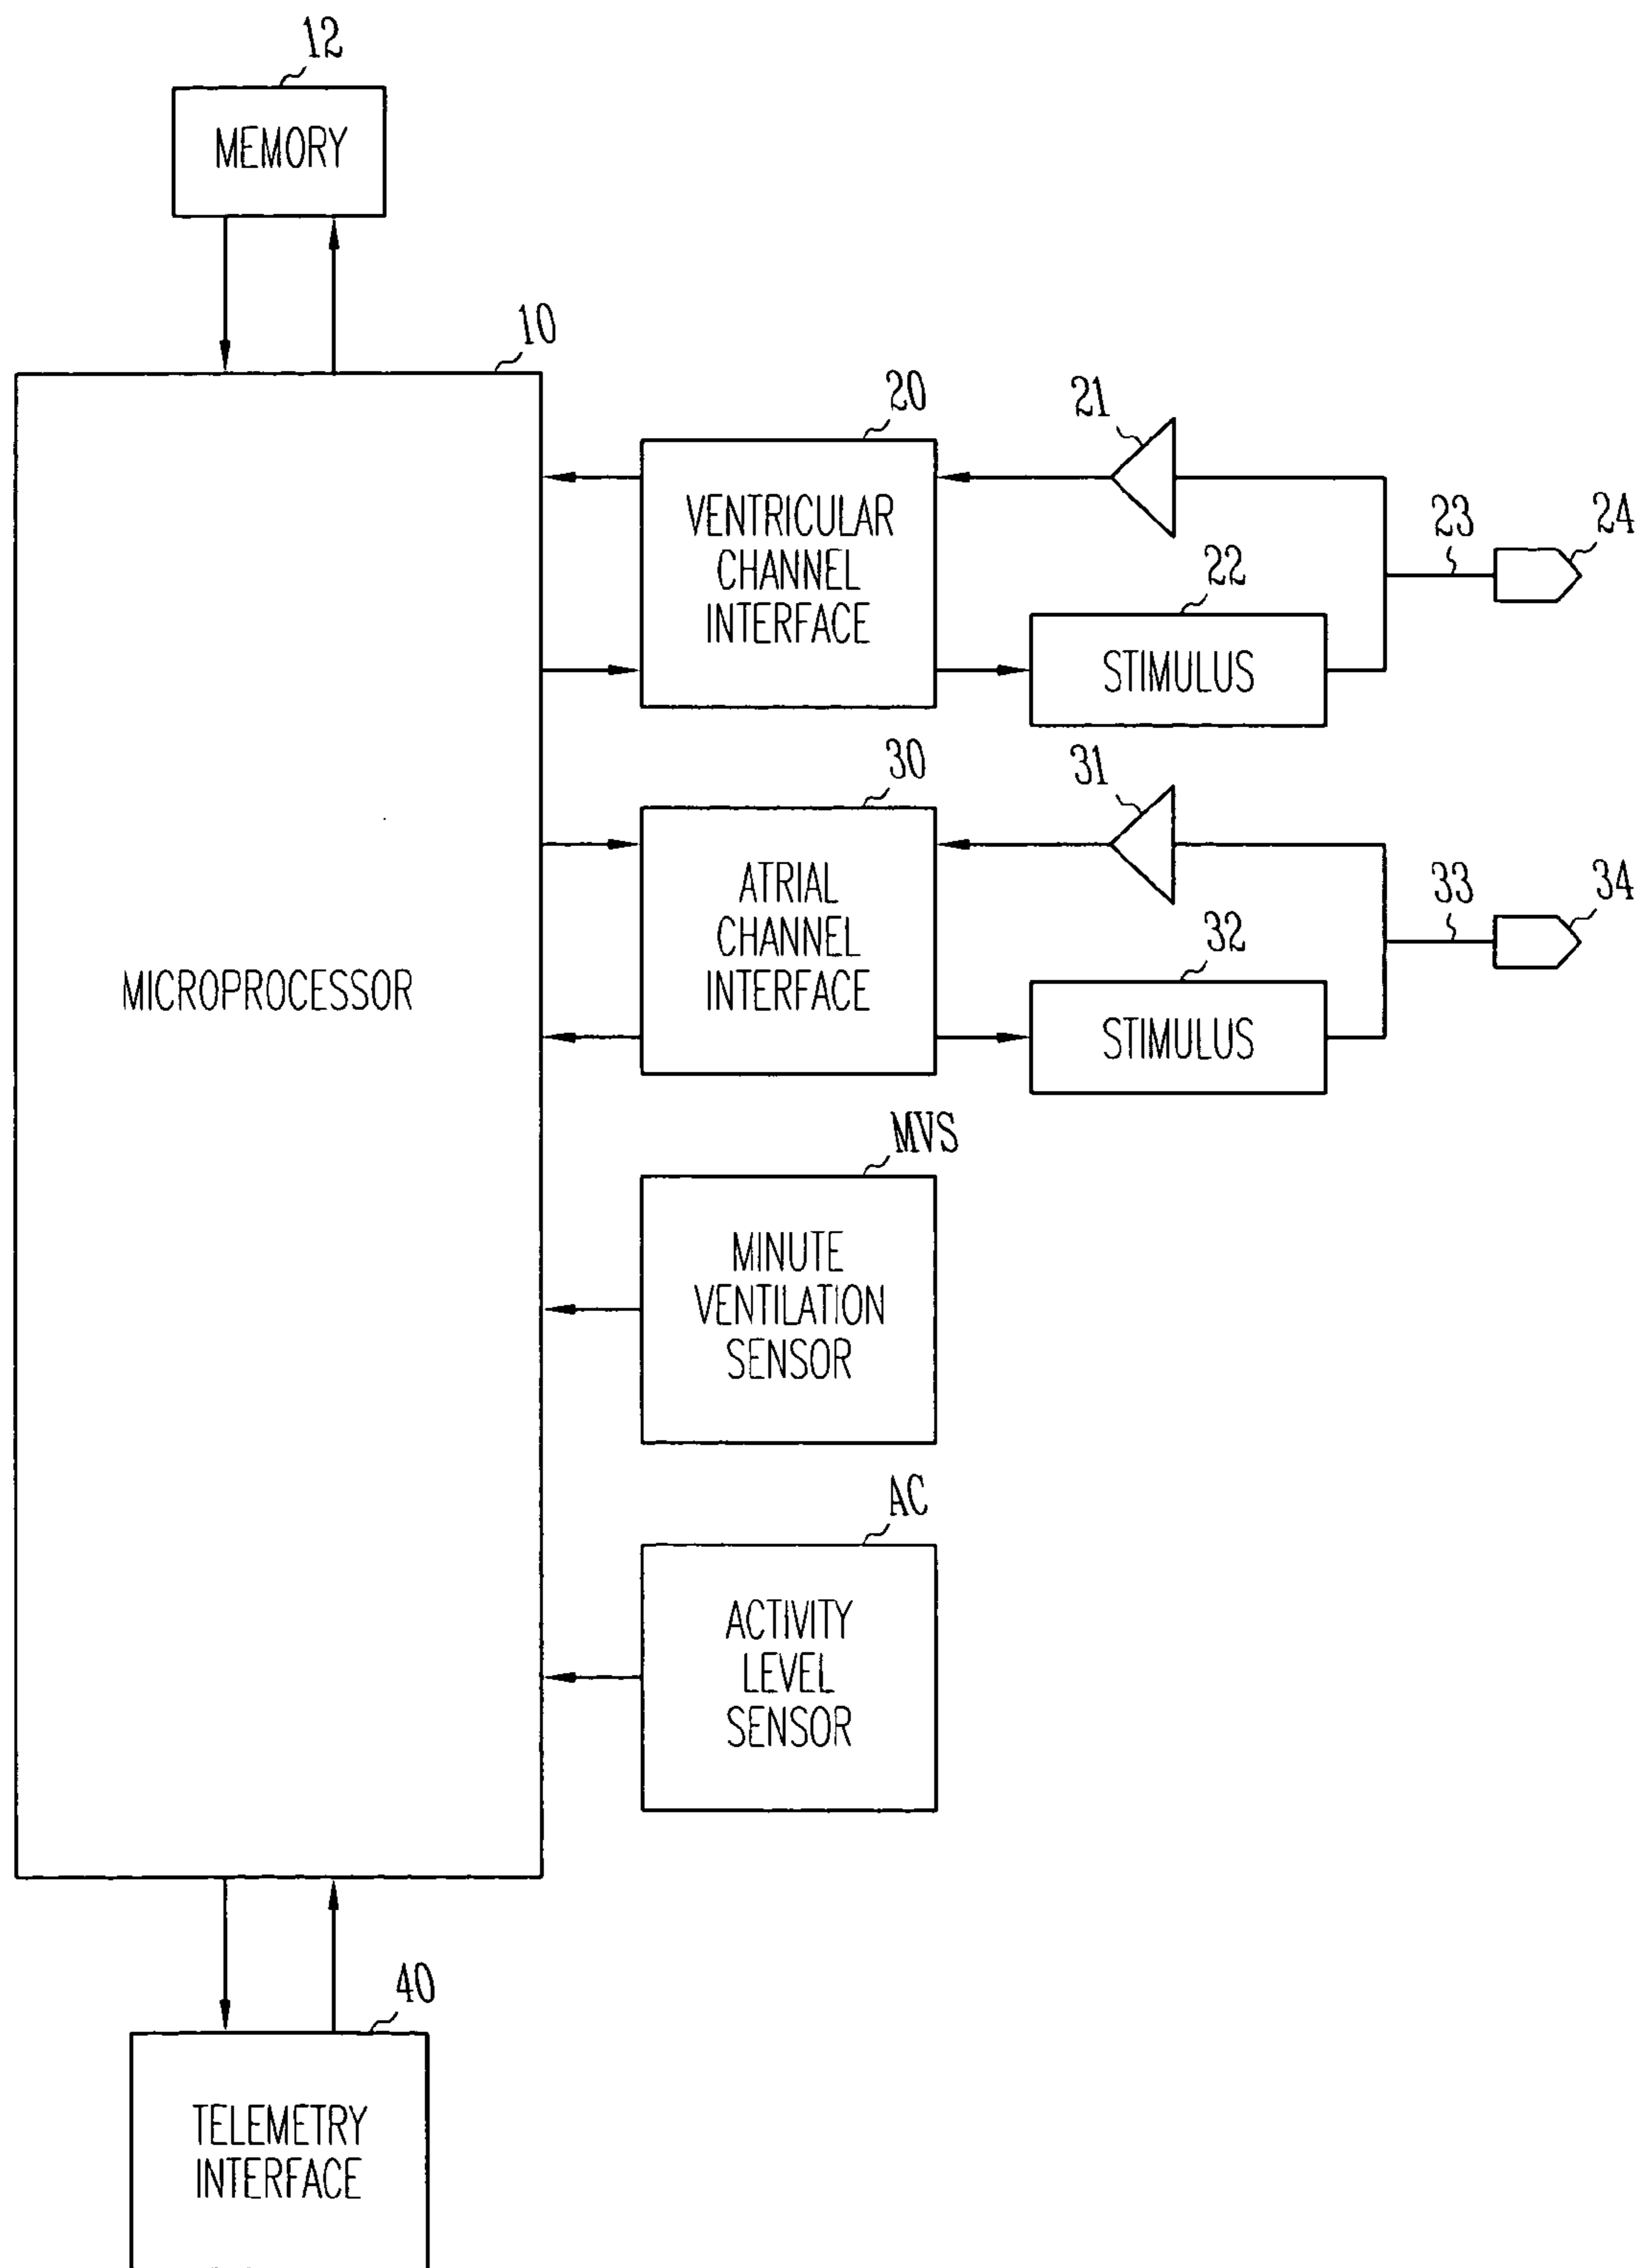 12
MEMORY
10
MICROPROCESSOR
20
VENTRICULAR
CHANNEL
INTERFACE
21
22
STIMULUS
23
24
30
ATRIAL
CHANNEL
INTERFACE
31
32
STIMULUS
33
34
MVS
MINUTE
VENTILATION
SENSOR
AC
ACTIVITY
LEVEL
SENSOR
40
TELEMETRY
INTERFACE